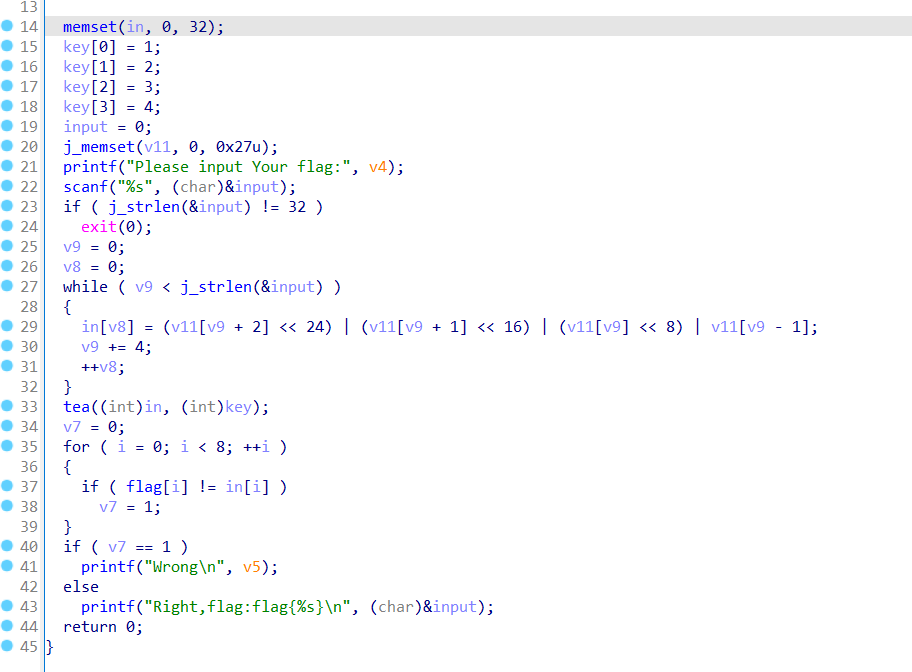 13
14 memset(in, 0, 32);
15 key[0] = 1;
16 key[1] = 2;
17 key[2] = 3;
18 key[3] = 4;
19 input = 0;
20 j_memset(v11, 0, 0x27u);
21 printf("Please input Your flag:", v4);
22 scanf("%s", (char)&input);
23 if ( j_strlen(&input) != 32 )
24 exit(0);
25 v9 = 0;
26 v8 = 0;
27 while ( v9 < j_strlen(&input) )
28 {
29 in[v8] = (v11[v9 + 2] << 24) | (v11[v9 + 1] << 16) | (v11[v9] << 8) | v11[v9 - 1];
30 v9 += 4;
31 ++v8;
32 }
33 tea((int)in, (int)key);
34 v7 = 0;
35 for ( i = 0; i < 8; ++i )
36 {
37 if ( flag[i] != in[i] )
38 v7 = 1;
39 }
40 if ( v7 == 1 )
41 printf("Wrong\n", v5);
42 else
43 printf("Right,flag:flag{%s}\n", (char)&input);
44 return 0;
45 }